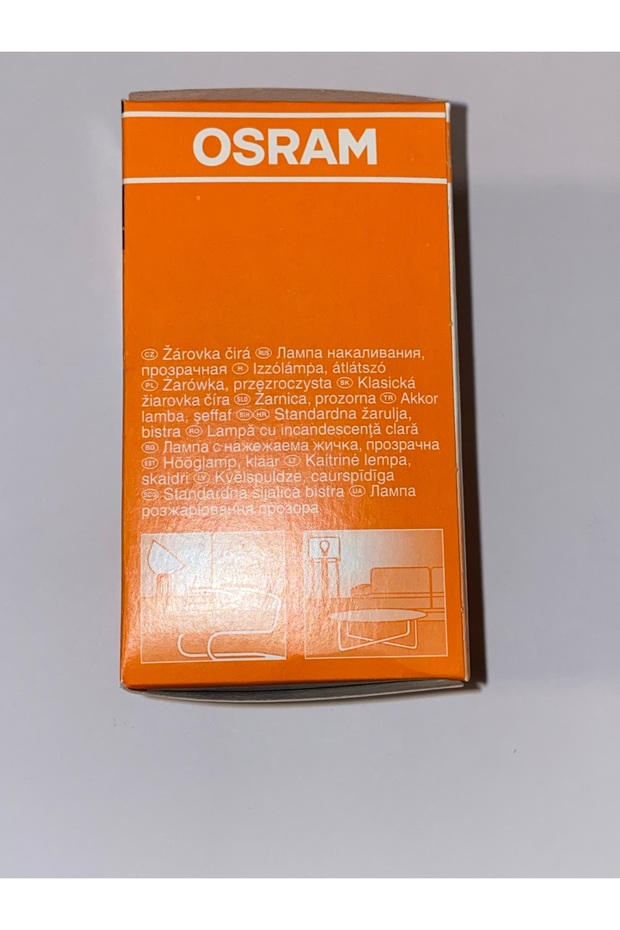 OSRAM
CZ Žárovka čirá RUS Лампа накаливания,
прозрачная H Izzólámpa, átlátszó
PL Żarówka, przezroczysta SK Klasická
žiarovka číra SLO Žarnica, prozorna TR Akkor
lamba, şeffaf BIH HR Standardna žarulja,
bistra RO Lampă cu incandescenţă clară
BG Лампа с нажежаема жичка, прозрачна
EST Hõõglamp, klaar LT Kaitrinė lempa,
skaidri LV Kvēlspuldze, caurspīdīga
SCG Standardna sijalica bistra UA Лампа
розжарювання прозора